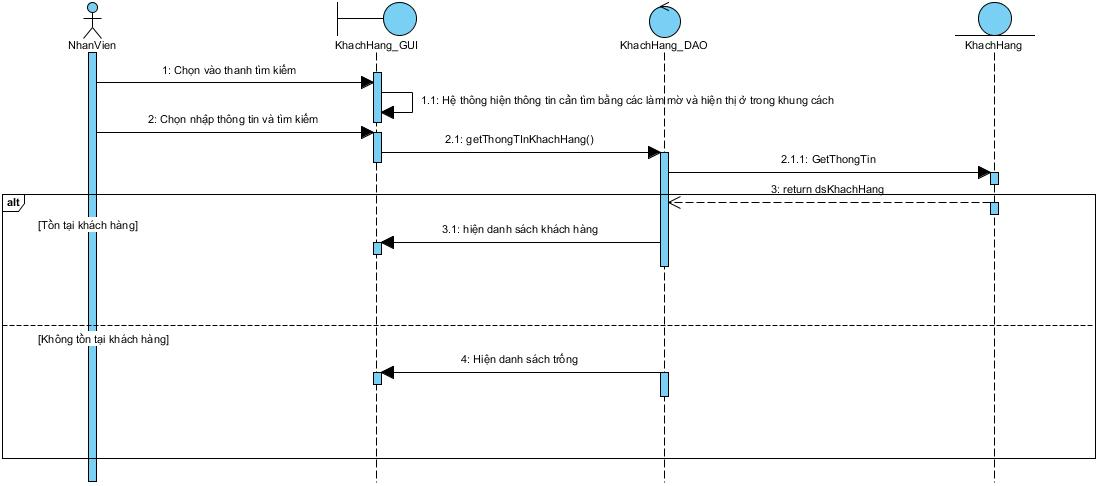 NhanVien
KhachHang_GUI
KhachHang_DAO
KhachHang
1: Chọn vào thanh tìm kiếm
1.1: Hệ thông hiện thông tin cần tìm bằng các làm mờ và hiện thị ở trong khung cách
2: Chọn nhập thông tin và tìm kiếm
2.1: getThongTInKhachHang()
2.1.1: GetThongTin
3: return dsKhachHang
alt
[Tồn tại khách hàng]
3.1: hiện danh sách khách hàng
[Không tồn tại khách hàng]
4: Hiện danh sách trống